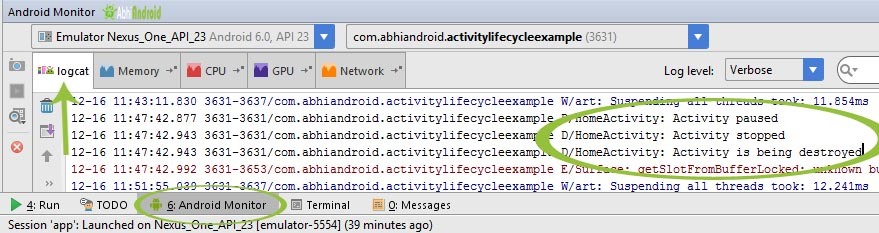 Android Monitor AbhiAndroid
Emulator Nexus_One_API_23 Android 6.0, API 23 com.abhiandroid.activitylifecycleexample (3631)
logcat Memory CPU GPU Network Log level: Verbose
12-16 11:43:11.830 3631-3637/com.abhiandroid.activitylifecycleexample W/art: Suspending all threads took: 11.854ms
12-16 11:47:42.877 3631-3631/com.abhiandroid.activitylifecycleexample D/HomeActivity: Activity paused
12-16 11:47:42.943 3631-3631/com.abhiandroid.activitylifecycleexample D/HomeActivity: Activity stopped
12-16 11:47:42.943 3631-3631/com.abhiandroid.activitylifecycleexample D/HomeActivity: Activity is being destroyed
12-16 11:47:42.992 3631-3653/com.abhiandroid.activitylifecycleexample E/Surface: getSlotFromBufferLocked: unknown bu
12-16 11:51:55.039 3631-3637/com.abhiandroid.activitylifecycleexample W/art: Suspending all threads took: 12.241ms
4: Run TODO 6: Android Monitor Terminal 0: Messages
Session 'app': Launched on Nexus_One_API_23 [emulator-5554] (39 minutes ago)